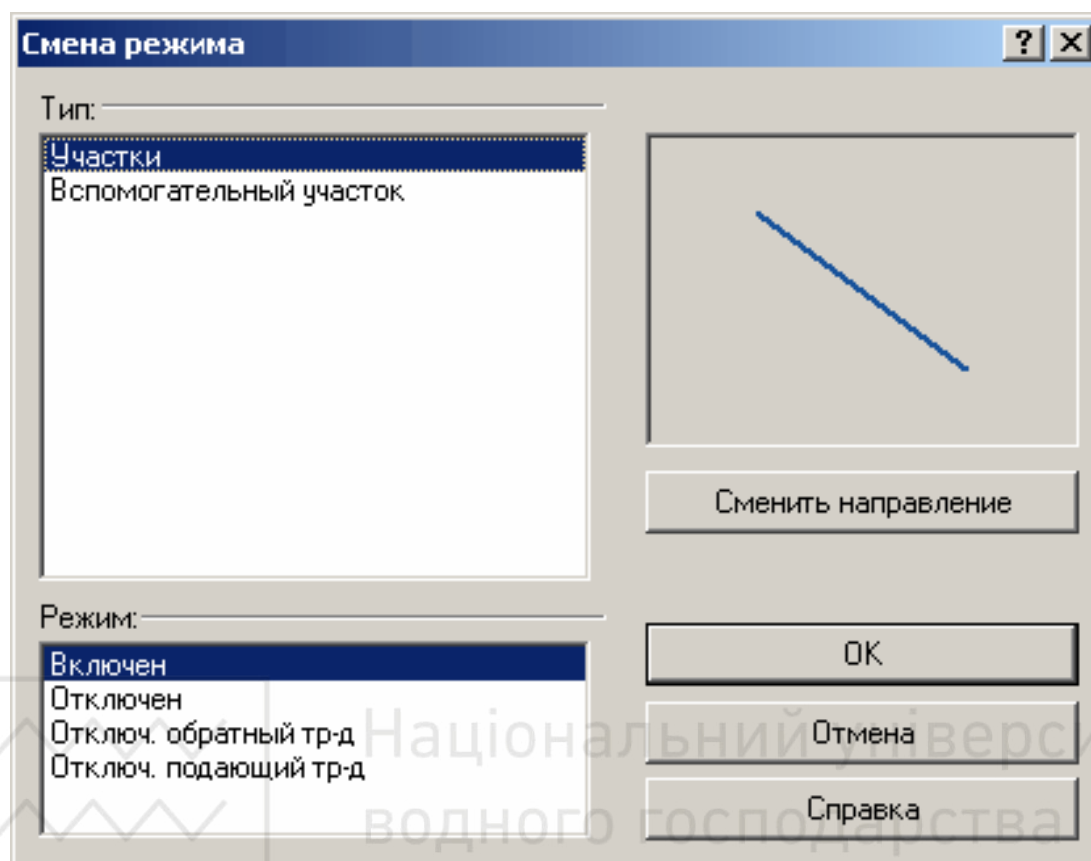 Смена режима
Тип:
Участки
Вспомогательный участок
Сменить направление
Режим:
Включен
Отключен
Отключ. обратный тр-д
Отключ. подающий тр-д
OK
Отмена
Справка
Національний універси
водного господарства